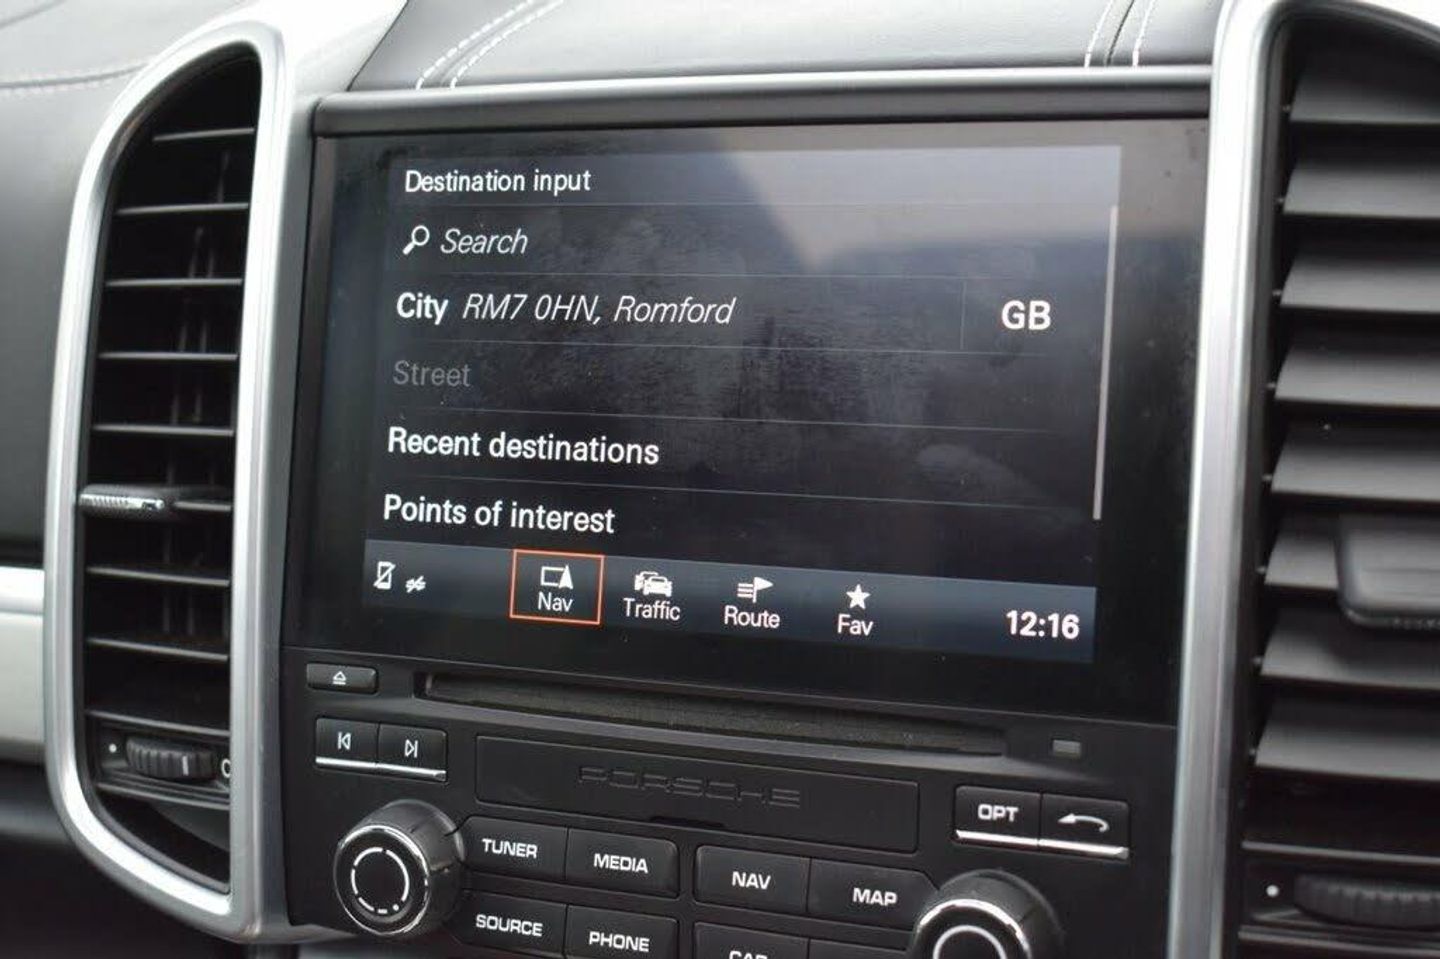 Destination input
Search
City RM7 0HN, Romford GB
Street
Recent destinations
Points of interest
Nav Traffic Route Fav 12:16
PORSCHE
OPT
TUNER MEDIA NAV MAP
SOURCE PHONE CAR